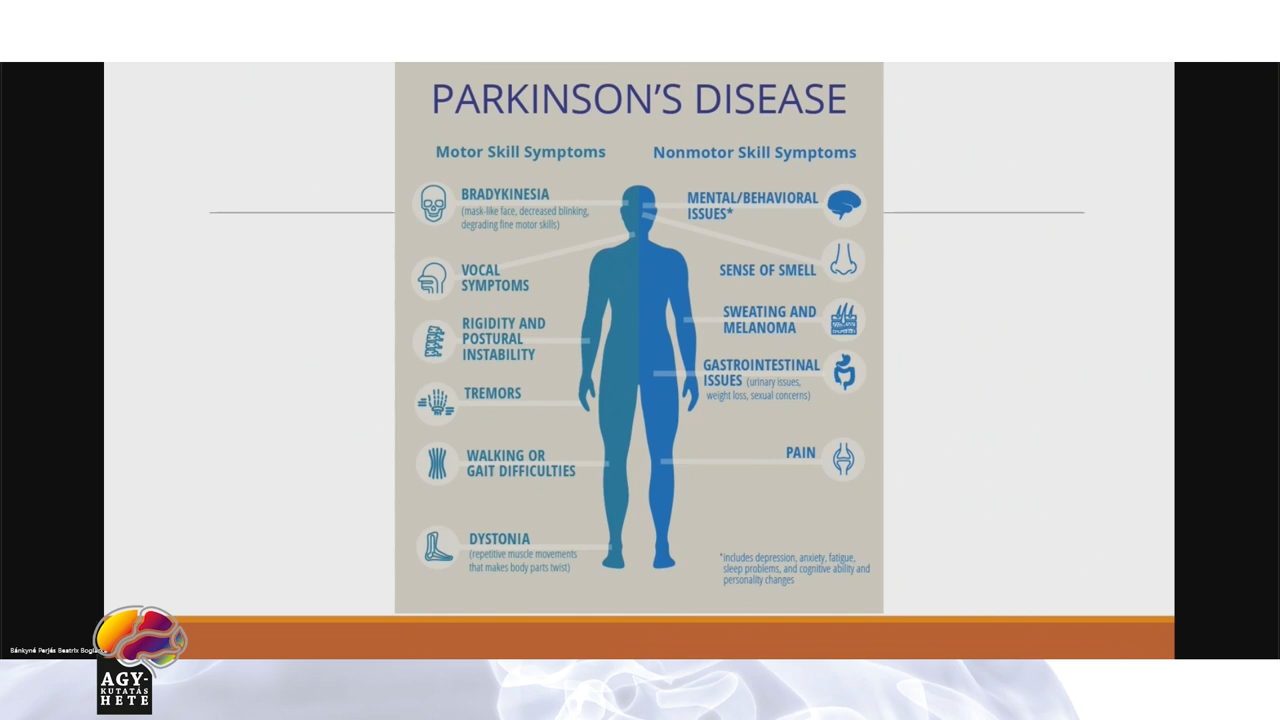 PARKINSON'S DISEASE
Motor Skill Symptoms
BRADYKINESIA
(mask-like face, decreased blinking,
degrading fine motor skills)
VOCAL
SYMPTOMS
RIGIDITY AND
POSTURAL
INSTABILITY
TREMORS
WALKING OR
GAIT DIFFICULTIES
DYSTONIA
(repetitive muscle movements
that makes body parts twist)
Nonmotor Skill Symptoms
MENTAL/BEHAVIORAL
ISSUES*
SENSE OF SMELL
SWEATING AND
MELANOMA
GASTROINTESTINAL
ISSUES (urinary issues,
weight loss, sexual concerns)
PAIN
*includes depression, anxiety, fatigue,
sleep problems, and cognitive ability and
personality changes
Bánkyné Perjés Beatrix
AGY-
KUTATÁS
HETE